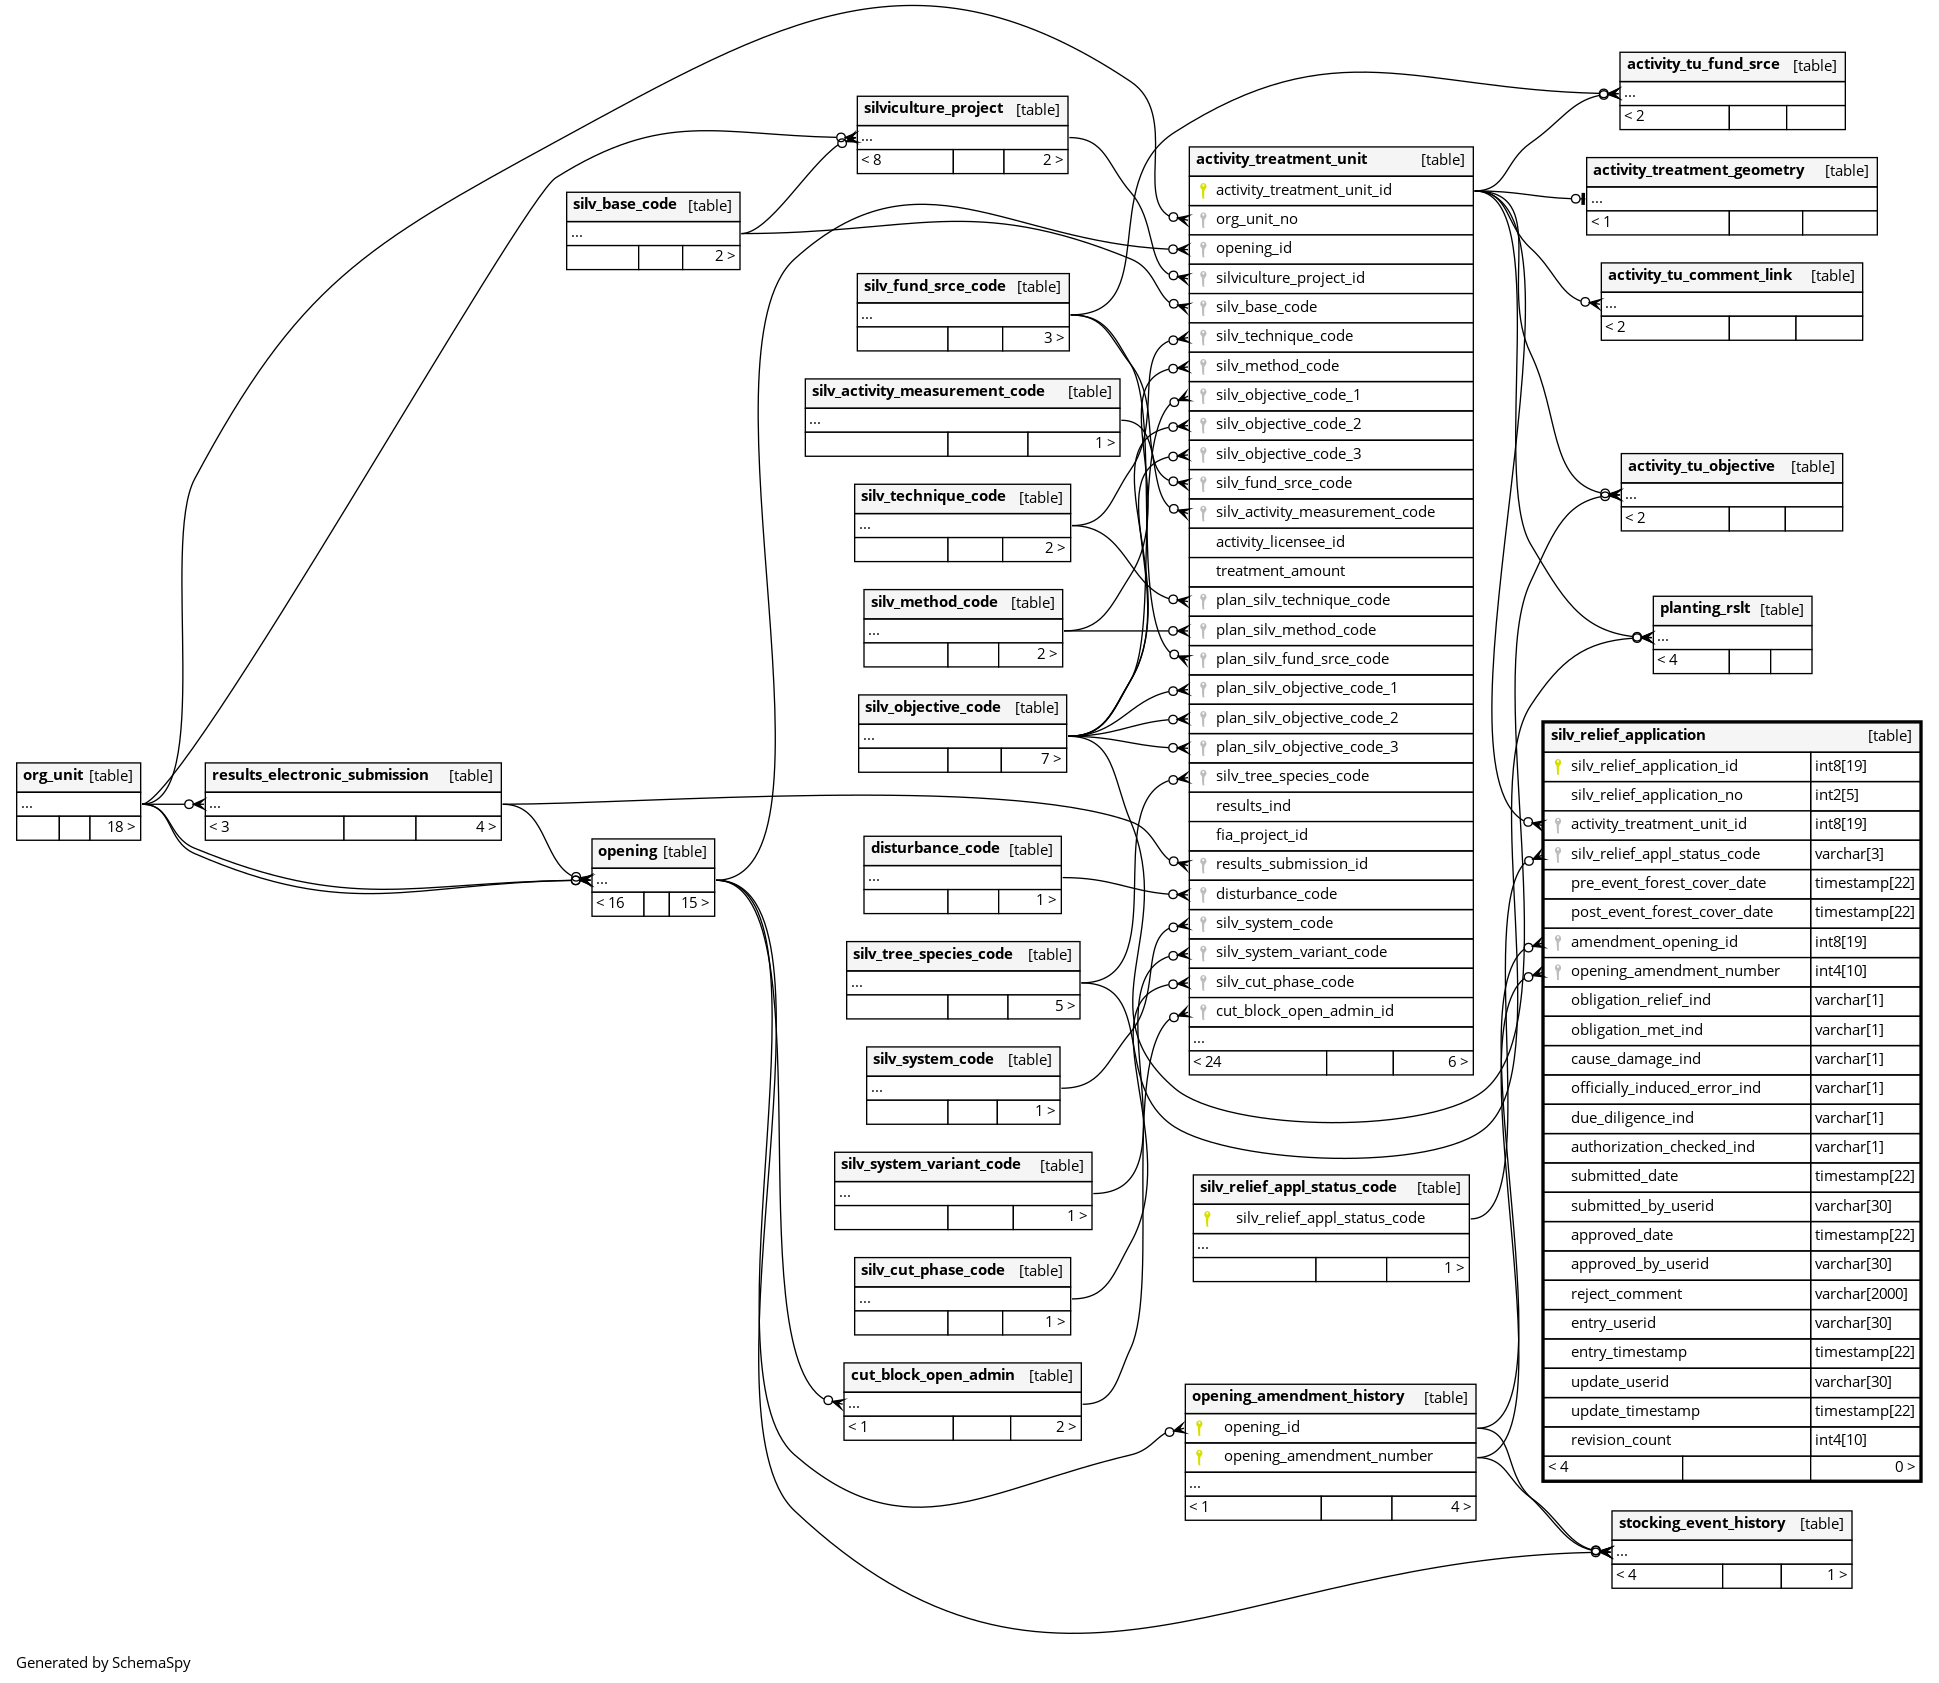 activity_tu_fund_srce [table]
...
< 2
silviculture_project [table]
...
< 8 2 >
activity_treatment_unit [table]
activity_treatment_unit_id
org_unit_no
opening_id
silviculture_project_id
silv_base_code
silv_technique_code
silv_method_code
silv_objective_code_1
silv_objective_code_2
silv_objective_code_3
silv_fund_srce_code
silv_activity_measurement_code
activity_licensee_id
treatment_amount
plan_silv_technique_code
plan_silv_method_code
plan_silv_fund_srce_code
plan_silv_objective_code_1
plan_silv_objective_code_2
plan_silv_objective_code_3
silv_tree_species_code
results_ind
fia_project_id
results_submission_id
disturbance_code
silv_system_code
silv_system_variant_code
silv_cut_phase_code
cut_block_open_admin_id
...
< 24 6 >
activity_treatment_geometry [table]
...
< 1
silv_base_code [table]
...
2 >
activity_tu_comment_link [table]
...
< 2
silv_fund_srce_code [table]
...
3 >
silv_activity_measurement_code [table]
...
1 >
activity_tu_objective [table]
...
< 2
silv_technique_code [table]
...
2 >
silv_method_code [table]
...
2 >
planting_rslt [table]
...
< 4
silv_objective_code [table]
...
7 >
org_unit [table]
...
18 >
results_electronic_submission [table]
...
< 3 4 >
opening [table]
...
< 16 15 >
disturbance_code [table]
...
1 >
silv_tree_species_code [table]
...
5 >
silv_system_code [table]
...
1 >
silv_system_variant_code [table]
...
1 >
silv_cut_phase_code [table]
...
1 >
cut_block_open_admin [table]
...
< 1 2 >
silv_relief_appl_status_code [table]
silv_relief_appl_status_code
...
1 >
opening_amendment_history [table]
opening_id
opening_amendment_number
...
< 1 4 >
silv_relief_application [table]
silv_relief_application_id int8[19]
silv_relief_application_no int2[5]
activity_treatment_unit_id int8[19]
silv_relief_appl_status_code varchar[3]
pre_event_forest_cover_date timestamp[22]
post_event_forest_cover_date timestamp[22]
amendment_opening_id int8[19]
opening_amendment_number int4[10]
obligation_relief_ind varchar[1]
obligation_met_ind varchar[1]
cause_damage_ind varchar[1]
officially_induced_error_ind varchar[1]
due_diligence_ind varchar[1]
authorization_checked_ind varchar[1]
submitted_date timestamp[22]
submitted_by_userid varchar[30]
approved_date timestamp[22]
approved_by_userid varchar[30]
reject_comment varchar[2000]
entry_userid varchar[30]
entry_timestamp timestamp[22]
update_userid varchar[30]
update_timestamp timestamp[22]
revision_count int4[10]
< 4 0 >
stocking_event_history [table]
...
< 4 1 >
Generated by SchemaSpy